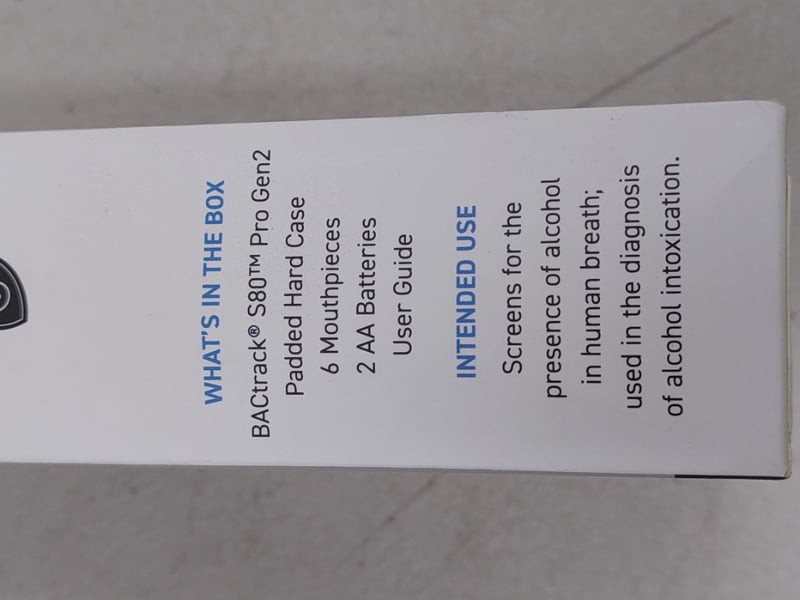 WHAT'S IN THE BOX
BACtrack® S80™ Pro Gen2
Padded Hard Case
6 Mouthpieces
2 AA Batteries
User Guide
INTENDED USE
Screens for the
presence of alcohol
in human breath;
used in the diagnosis
of alcohol intoxication.